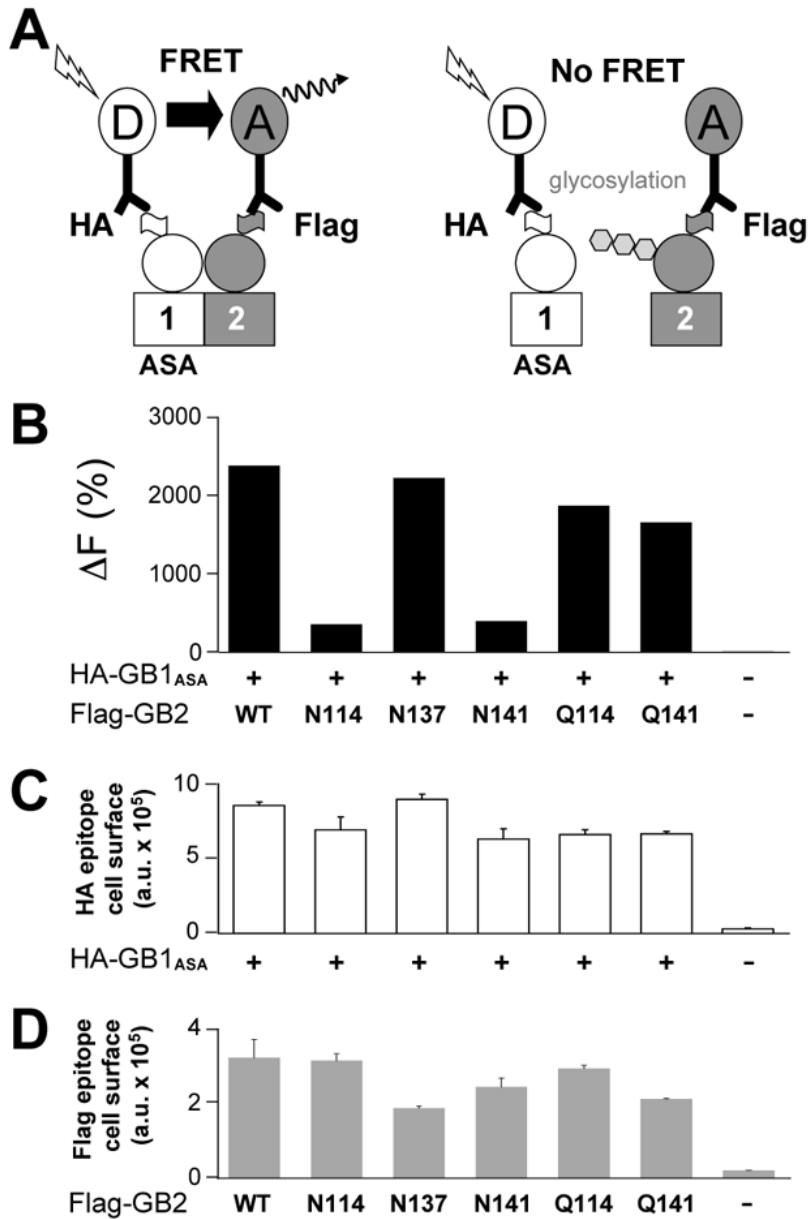 A
FRET
No FRET
D
A
D
A
glycosylation
HA
Flag
HA
Flag
1
2
1
2
ASA
ASA
B
ΔF (%)
3000
2000
1000
0
HA-GB1ASA + + + + + + -
Flag-GB2 WT N114 N137 N141 Q114 Q141 -
C
HA epitope
cell surface
(a.u. x 10⁵)
10
5
0
HA-GB1ASA + + + + + + -
D
Flag epitope
cell surface
(a.u. x 10⁵)
4
2
0
Flag-GB2 WT N114 N137 N141 Q114 Q141 -